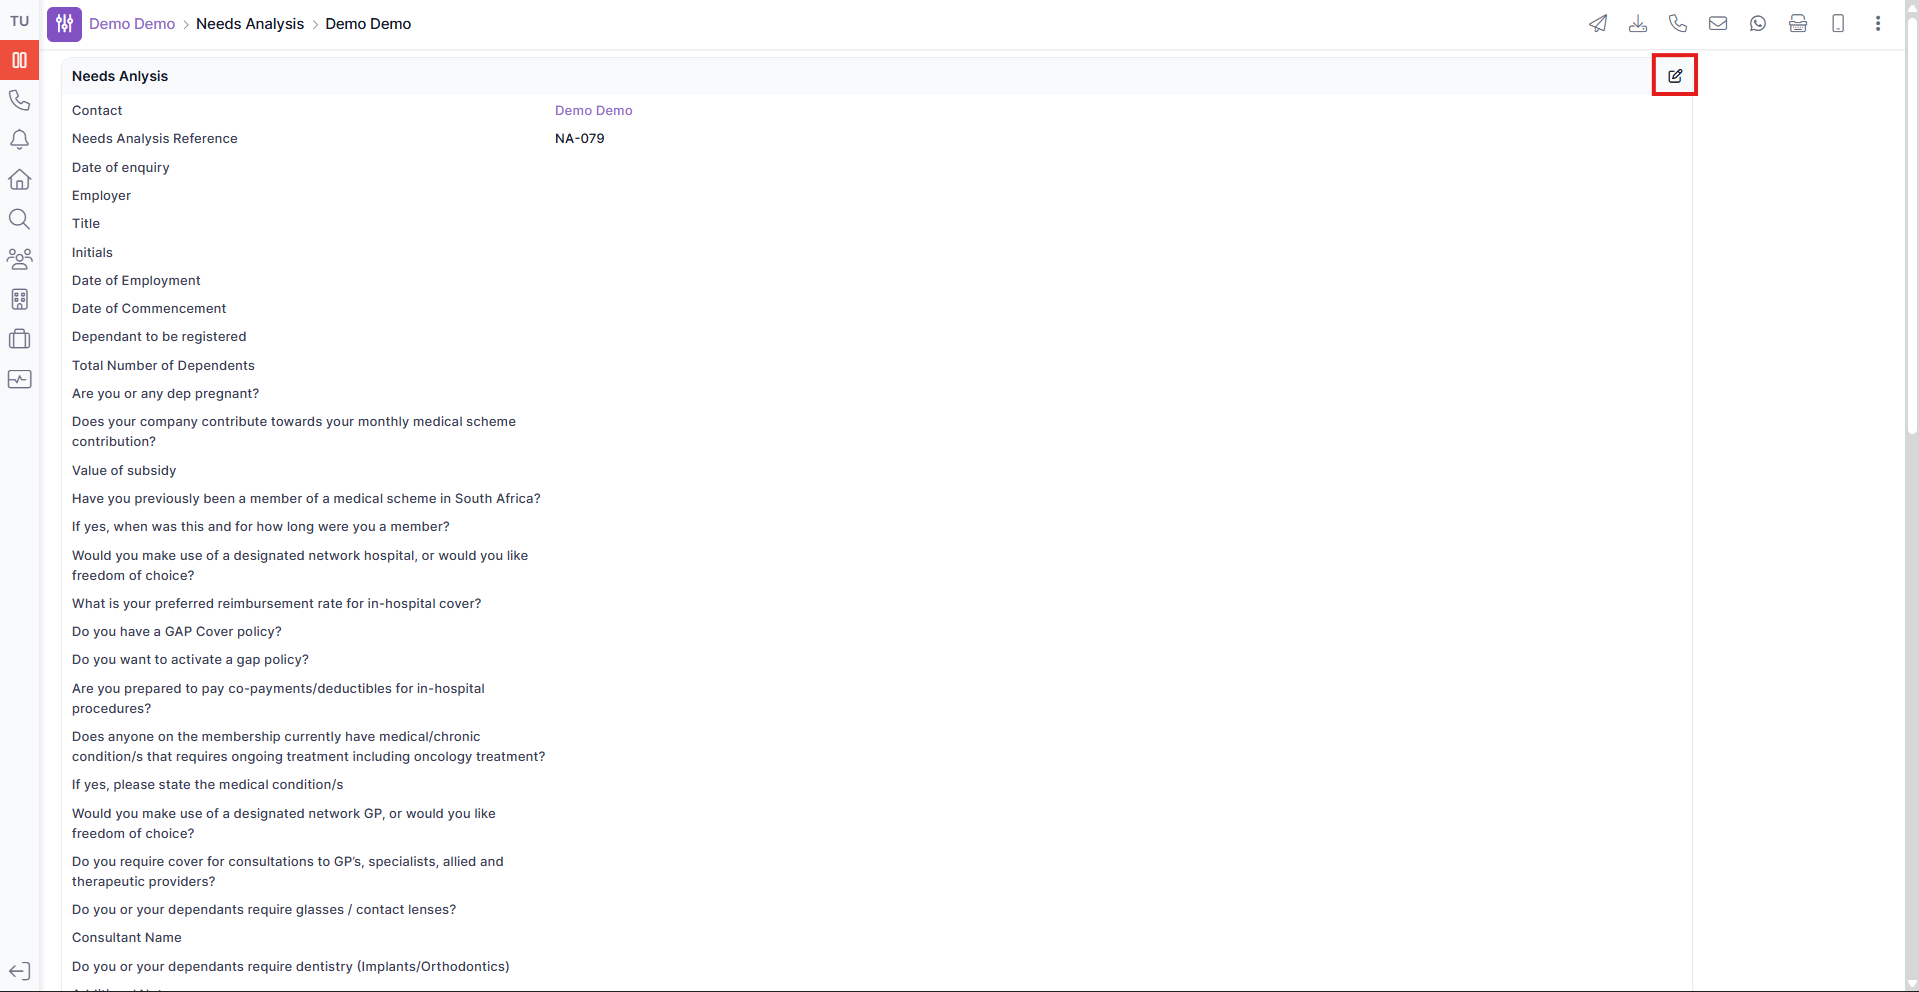 TU
Demo Demo > Needs Analysis > Demo Demo
Needs Anlysis
Contact Demo Demo
Needs Analysis Reference NA-079
Date of enquiry
Employer
Title
Initials
Date of Employment
Date of Commencement
Dependant to be registered
Total Number of Dependents
Are you or any dep pregnant?
Does your company contribute towards your monthly medical scheme
contribution?
Value of subsidy
Have you previously been a member of a medical scheme in South Africa?
If yes, when was this and for how long were you a member?
Would you make use of a designated network hospital, or would you like
freedom of choice?
What is your preferred reimbursement rate for in-hospital cover?
Do you have a GAP Cover policy?
Do you want to activate a gap policy?
Are you prepared to pay co-payments/deductibles for in-hospital
procedures?
Does anyone on the membership currently have medical/chronic
condition/s that requires ongoing treatment including oncology treatment?
If yes, please state the medical condition/s
Would you make use of a designated network GP, or would you like
freedom of choice?
Do you require cover for consultations to GP's, specialists, allied and
therapeutic providers?
Do you or your dependants require glasses / contact lenses?
Consultant Name
Do you or your dependants require dentistry (Implants/Orthodontics)